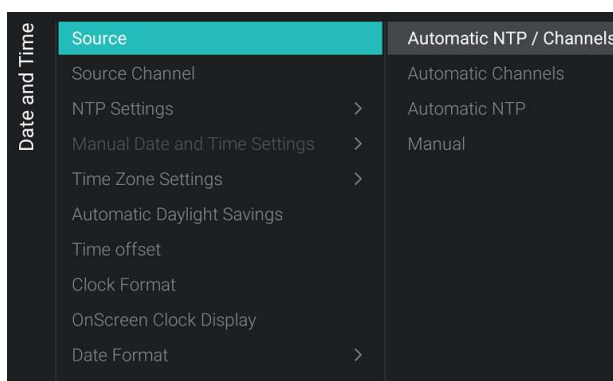 Date and Time
Source
Source Channel
NTP Settings
Manual Date and Time Settings
Time Zone Settings
Automatic Daylight Savings
Time offset
Clock Format
OnScreen Clock Display
Date Format
Automatic NTP / Channels
Automatic Channels
Automatic NTP
Manual